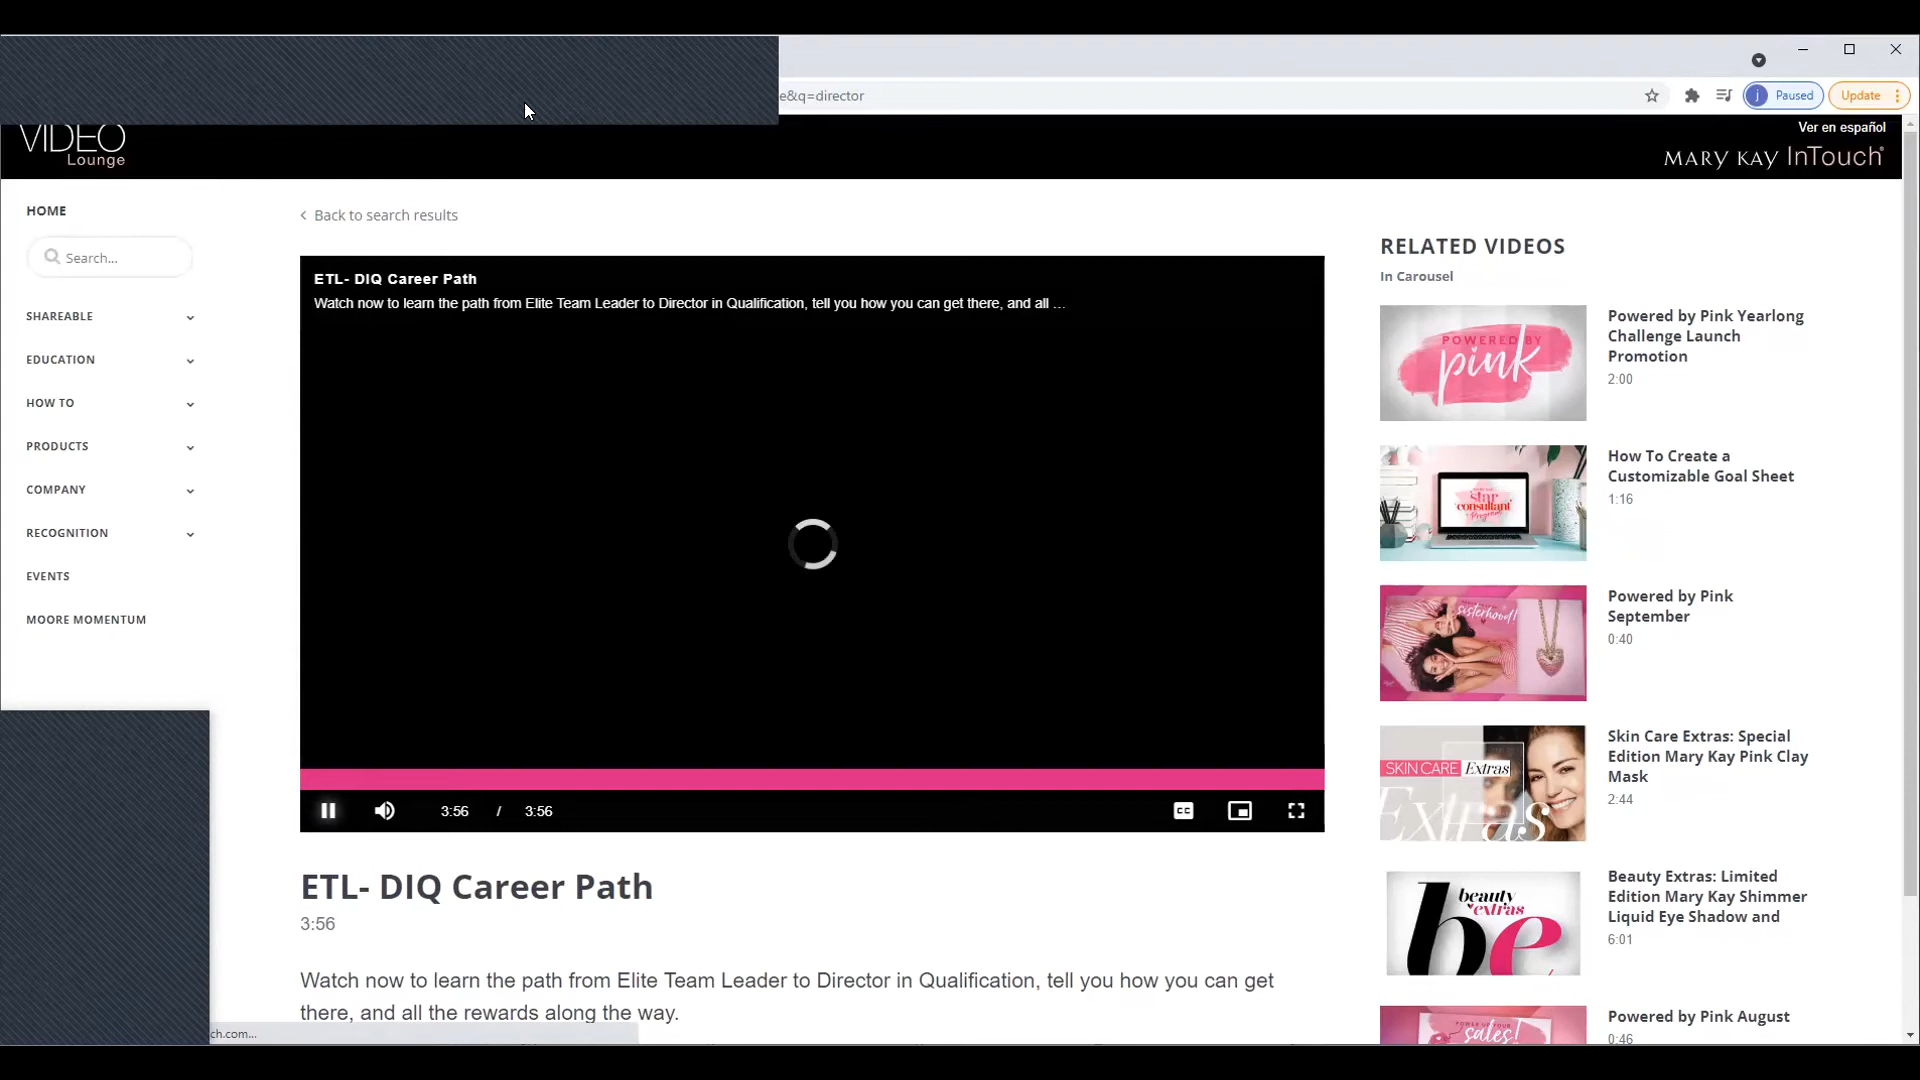 e&q=director
j Paused
Update
VIDEO
Lounge
Ver en español
MARY KAY InTouch®
HOME
Search...
SHAREABLE
EDUCATION
HOW TO
PRODUCTS
COMPANY
RECOGNITION
EVENTS
MOORE MOMENTUM
Back to search results
ETL- DIQ Career Path
Watch now to learn the path from Elite Team Leader to Director in Qualification, tell you how you can get there, and all ...
3:56 / 3:56
CC
ETL- DIQ Career Path
3:56
Watch now to learn the path from Elite Team Leader to Director in Qualification, tell you how you can get
there, and all the rewards along the way.
ch.com...
RELATED VIDEOS
In Carousel
POWERED BY
pink
Powered by Pink Yearlong
Challenge Launch
Promotion
2:00
star
consultant
Program
How To Create a
Customizable Goal Sheet
1:16
sisterhood!
Powered by Pink
September
0:40
SKIN CARE Extras
Extras
Skin Care Extras: Special
Edition Mary Kay Pink Clay
Mask
2:44
beauty
extras
be
Beauty Extras: Limited
Edition Mary Kay Shimmer
Liquid Eye Shadow and
6:01
POWER UP YOUR
sales!
Powered by Pink August
0:46